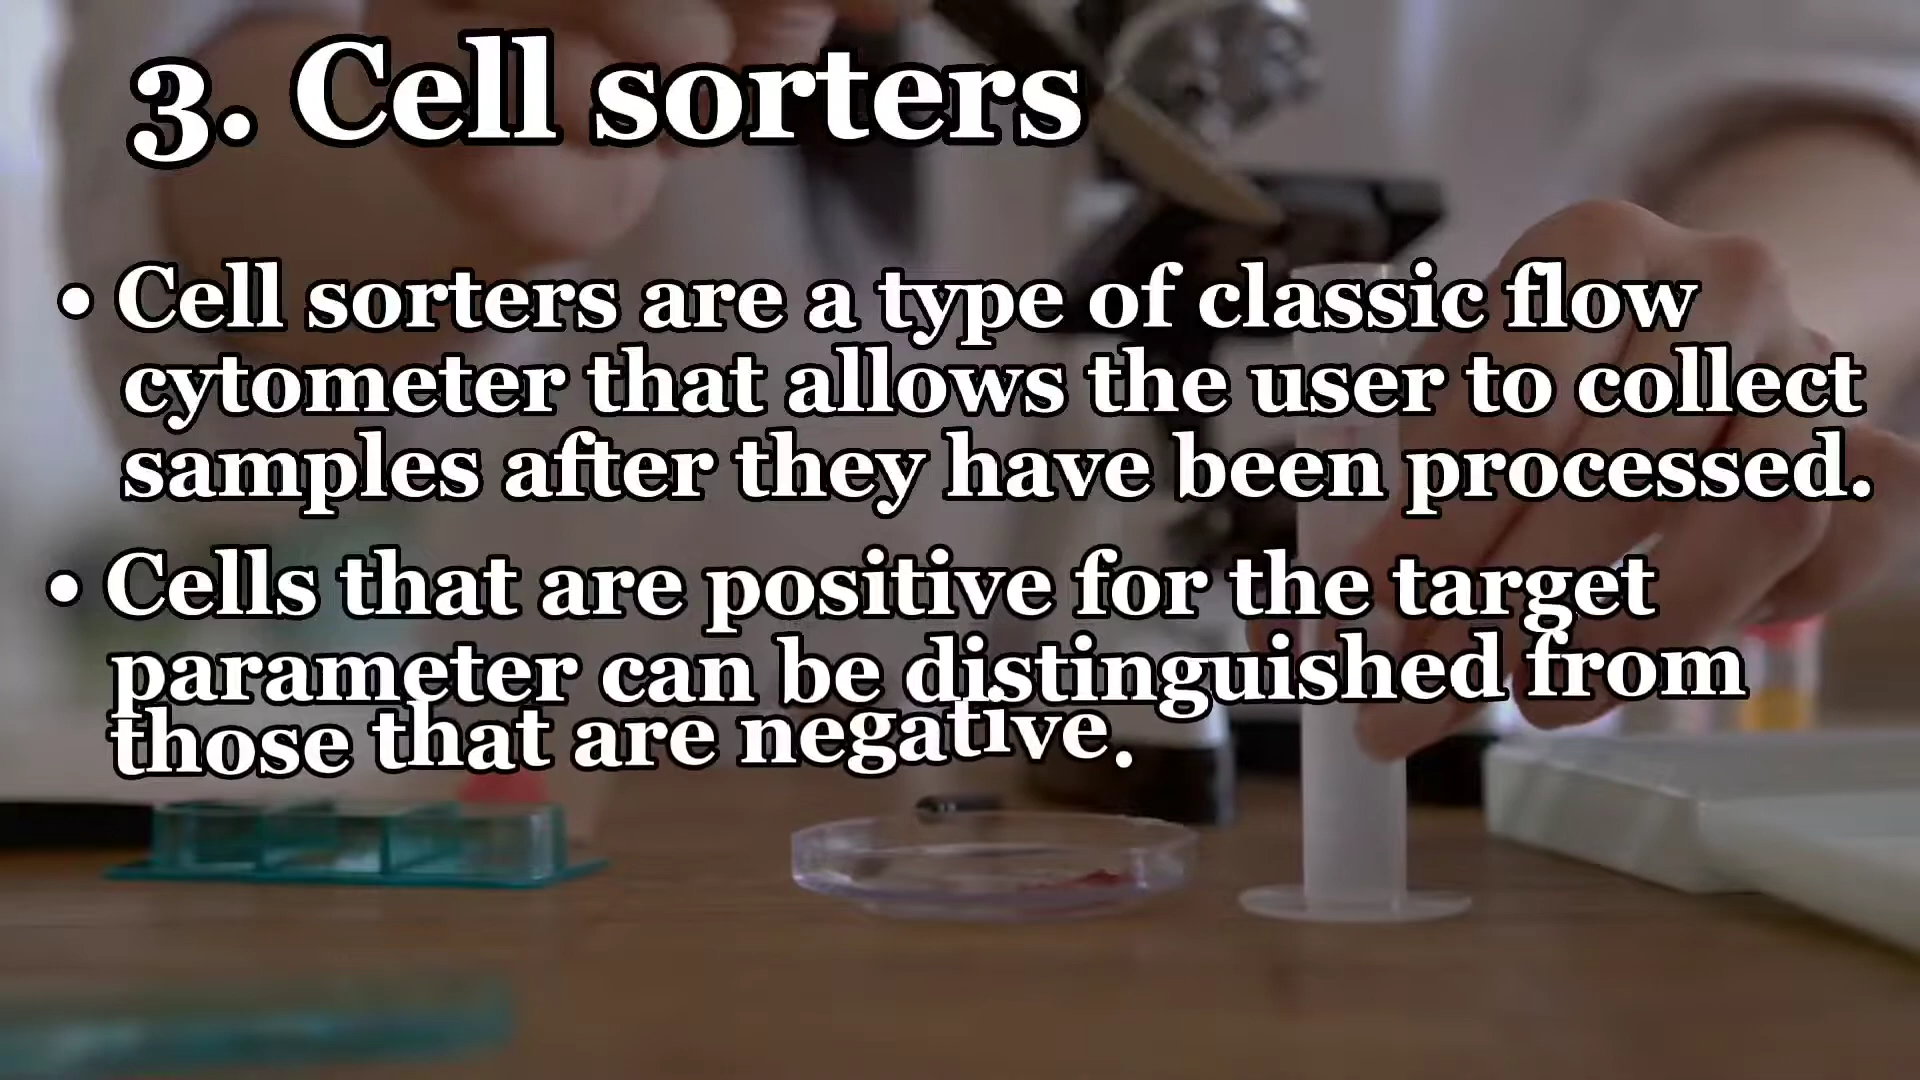 3. Cell sorters
• Cell sorters are a type of classic flow
cytometer that allows the user to collect
samples after they have been processed.
• Cells that are positive for the target
parameter can be distinguished from
those that are negative.